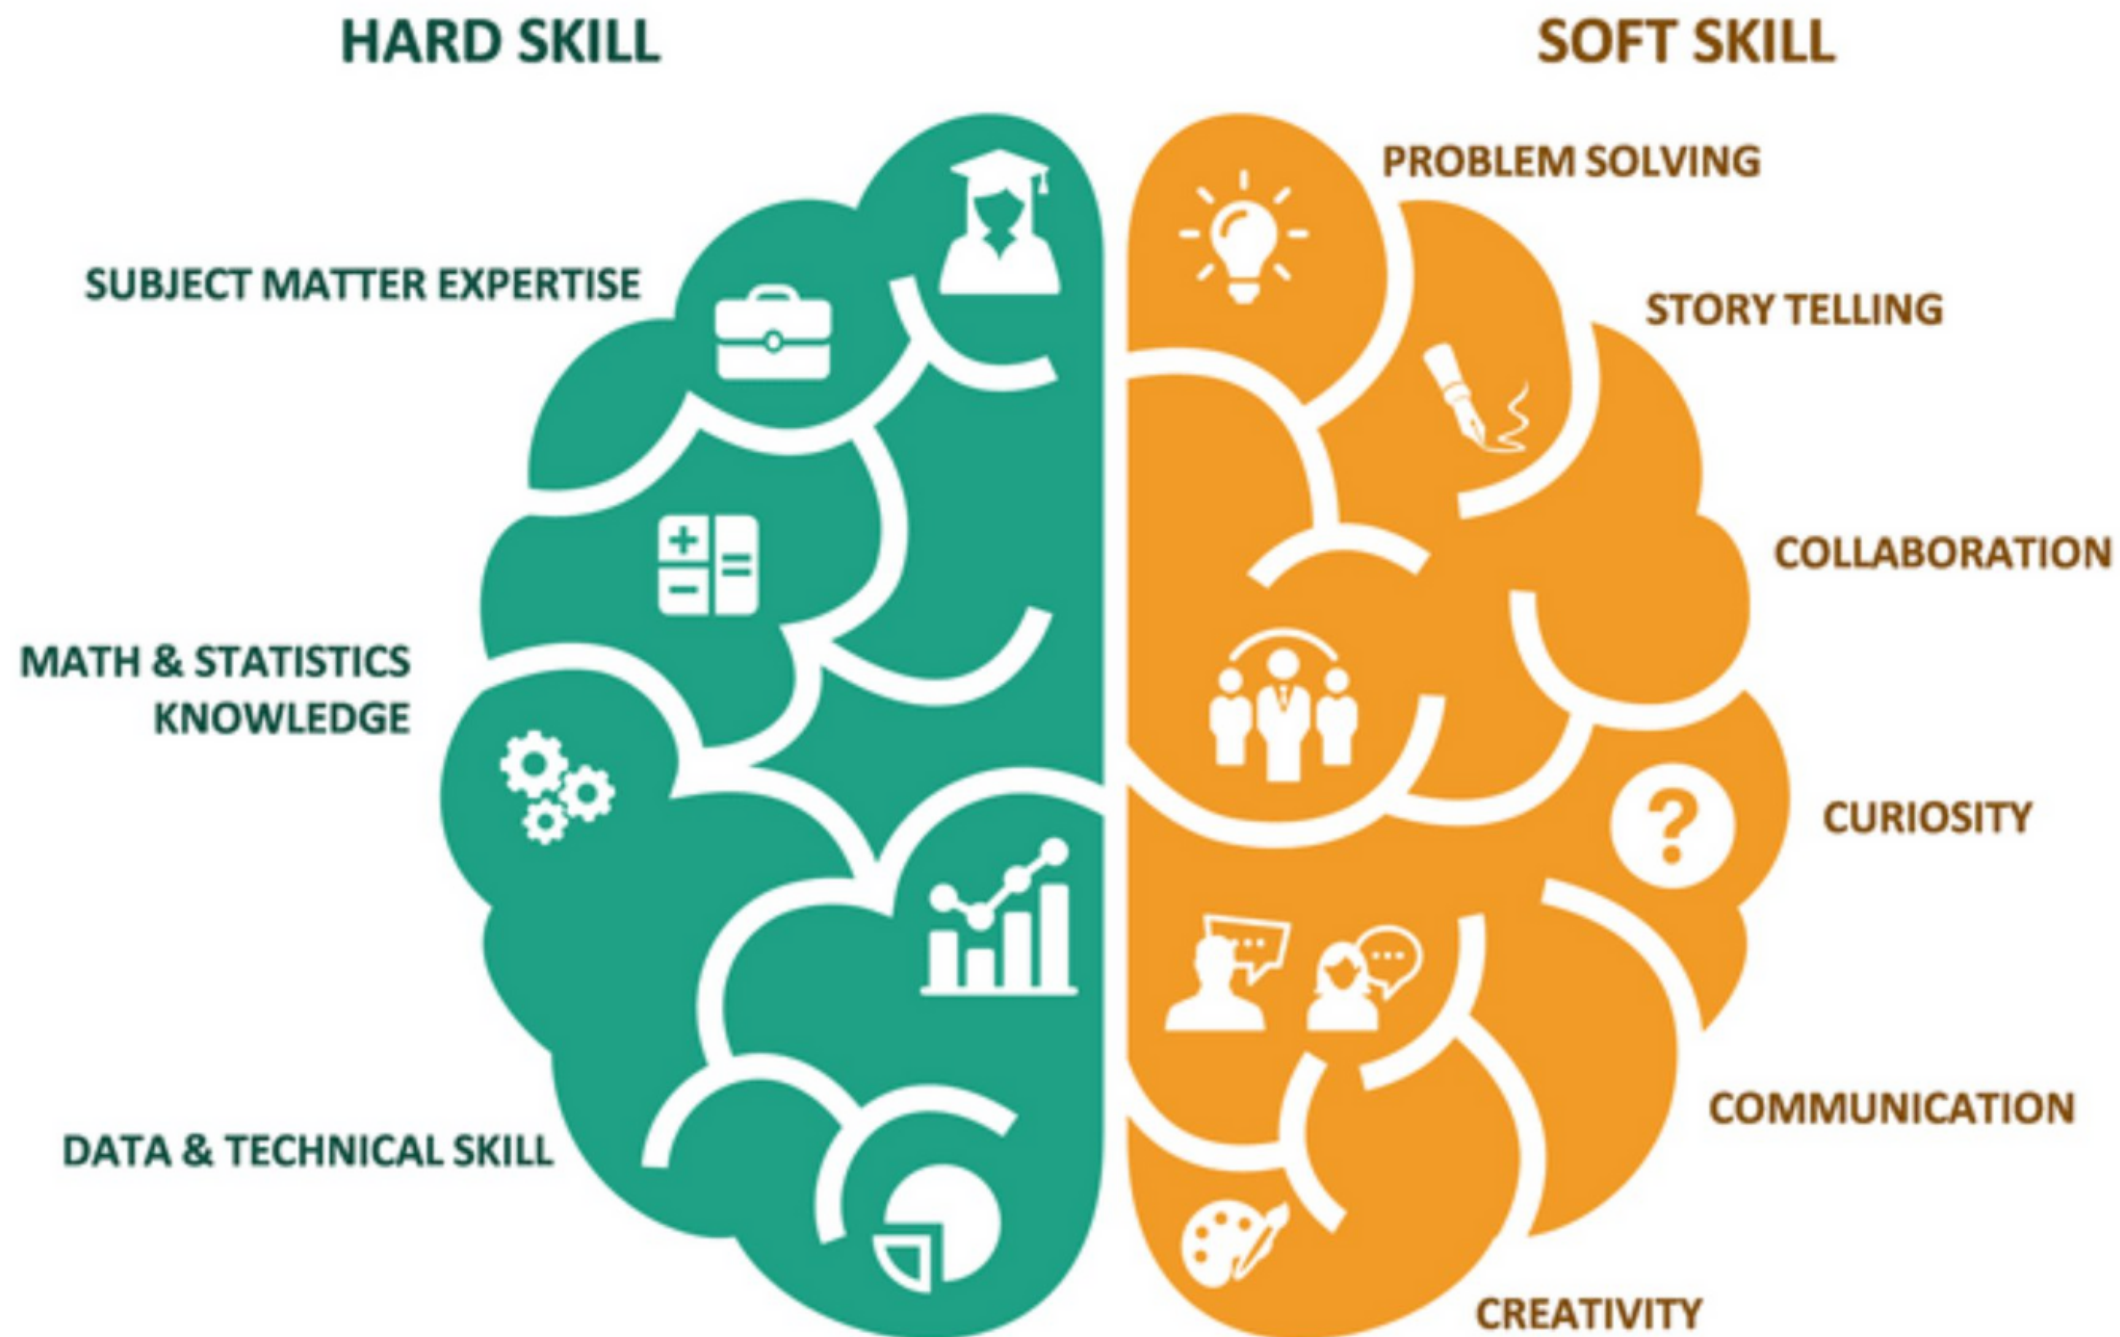 HARD SKILL
SUBJECT MATTER EXPERTISE
MATH & STATISTICS
KNOWLEDGE
DATA & TECHNICAL SKILL
SOFT SKILL
PROBLEM SOLVING
STORY TELLING
COLLABORATION
CURIOSITY
?
COMMUNICATION
CREATIVITY